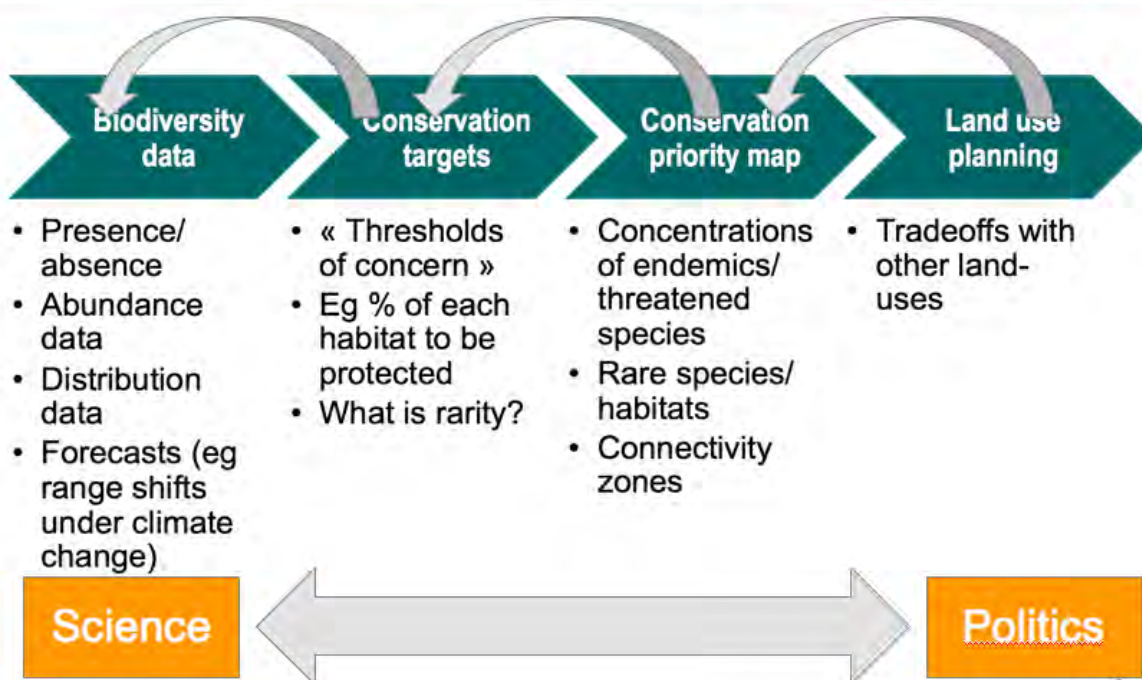 Biodiversity
data
Conservation
targets
Conservation
priority map
Land use
planning
• Presence/
absence
• Abundance
data
• Distribution
data
• Forecasts (eg
range shifts
under climate
change)
• « Thresholds
of concern »
• Eg % of each
habitat to be
protected
• What is rarity?
• Concentrations
of endemics/
threatened
species
• Rare species/
habitats
• Connectivity
zones
• Tradeoffs with
other land-
uses
Science
Politics